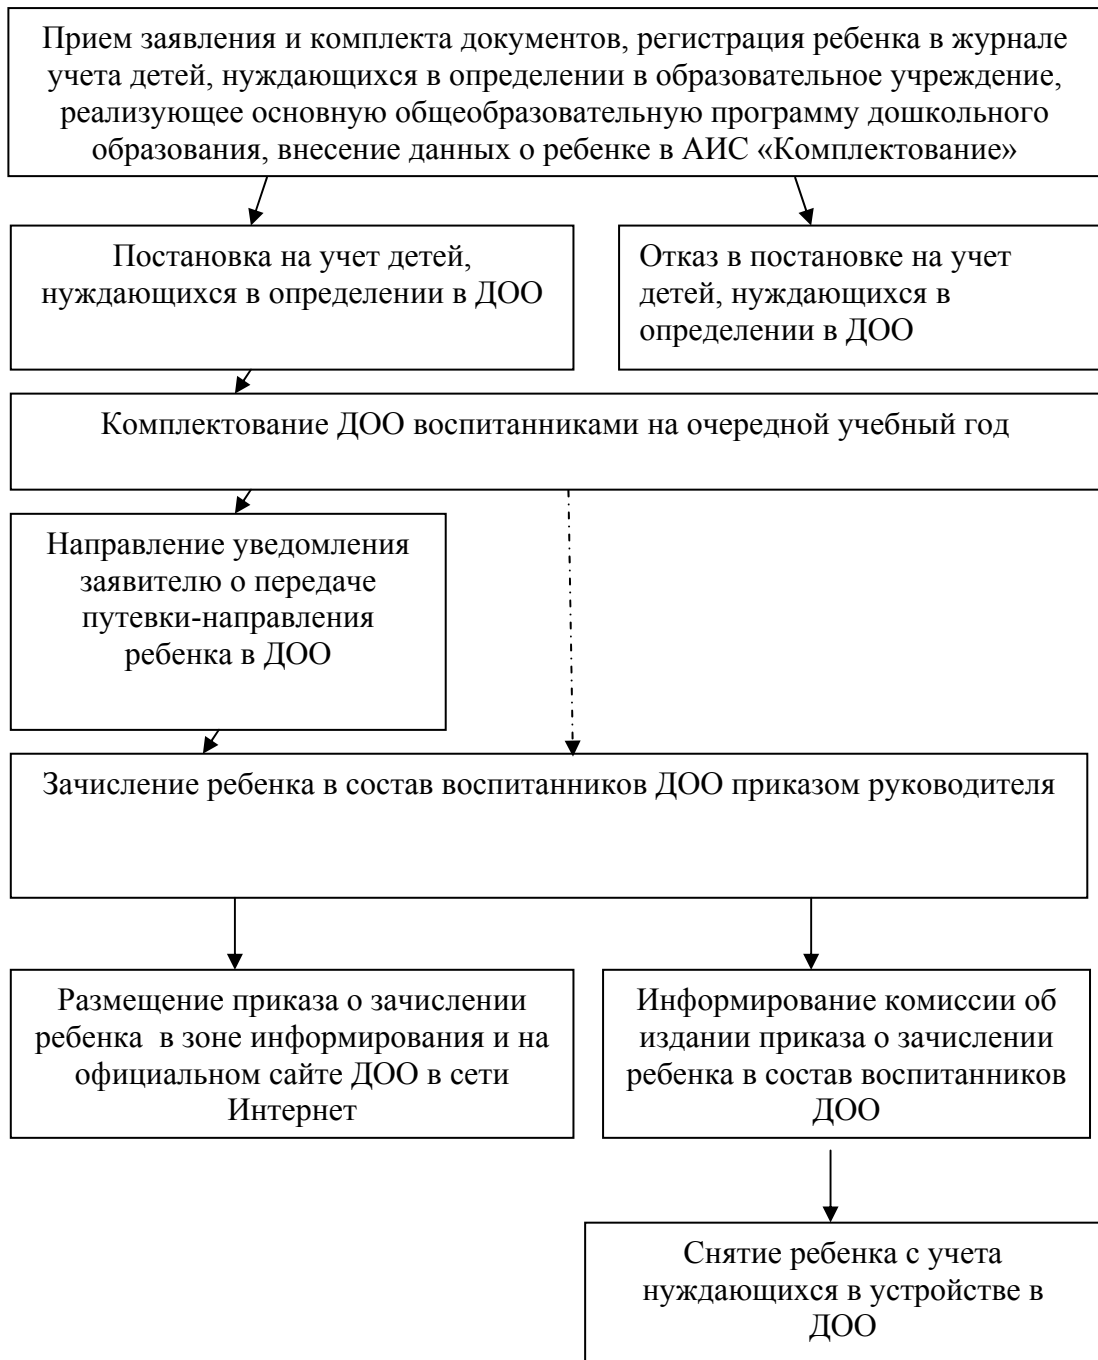 Прием заявления и комплекта документов, регистрация ребенка в журнале
учета детей, нуждающихся в определении в образовательное учреждение,
реализующее основную общеобразовательную программу дошкольного
образования, внесение данных о ребенке в АИС «Комплектование»
Постановка на учет детей,
нуждающихся в определении в ДОО
Отказ в постановке на учет
детей, нуждающихся в
определении в ДОО
Комплектование ДОО воспитанниками на очередной учебный год
Направление уведомления
заявителю о передаче
путевки-направления
ребенка в ДОО
Зачисление ребенка в состав воспитанников ДОО приказом руководителя
Размещение приказа о зачислении
ребенка в зоне информирования и на
официальном сайте ДОО в сети
Интернет
Информирование комиссии об
издании приказа о зачислении
ребенка в состав воспитанников
ДОО
Снятие ребенка с учета
нуждающихся в устройстве в
ДОО